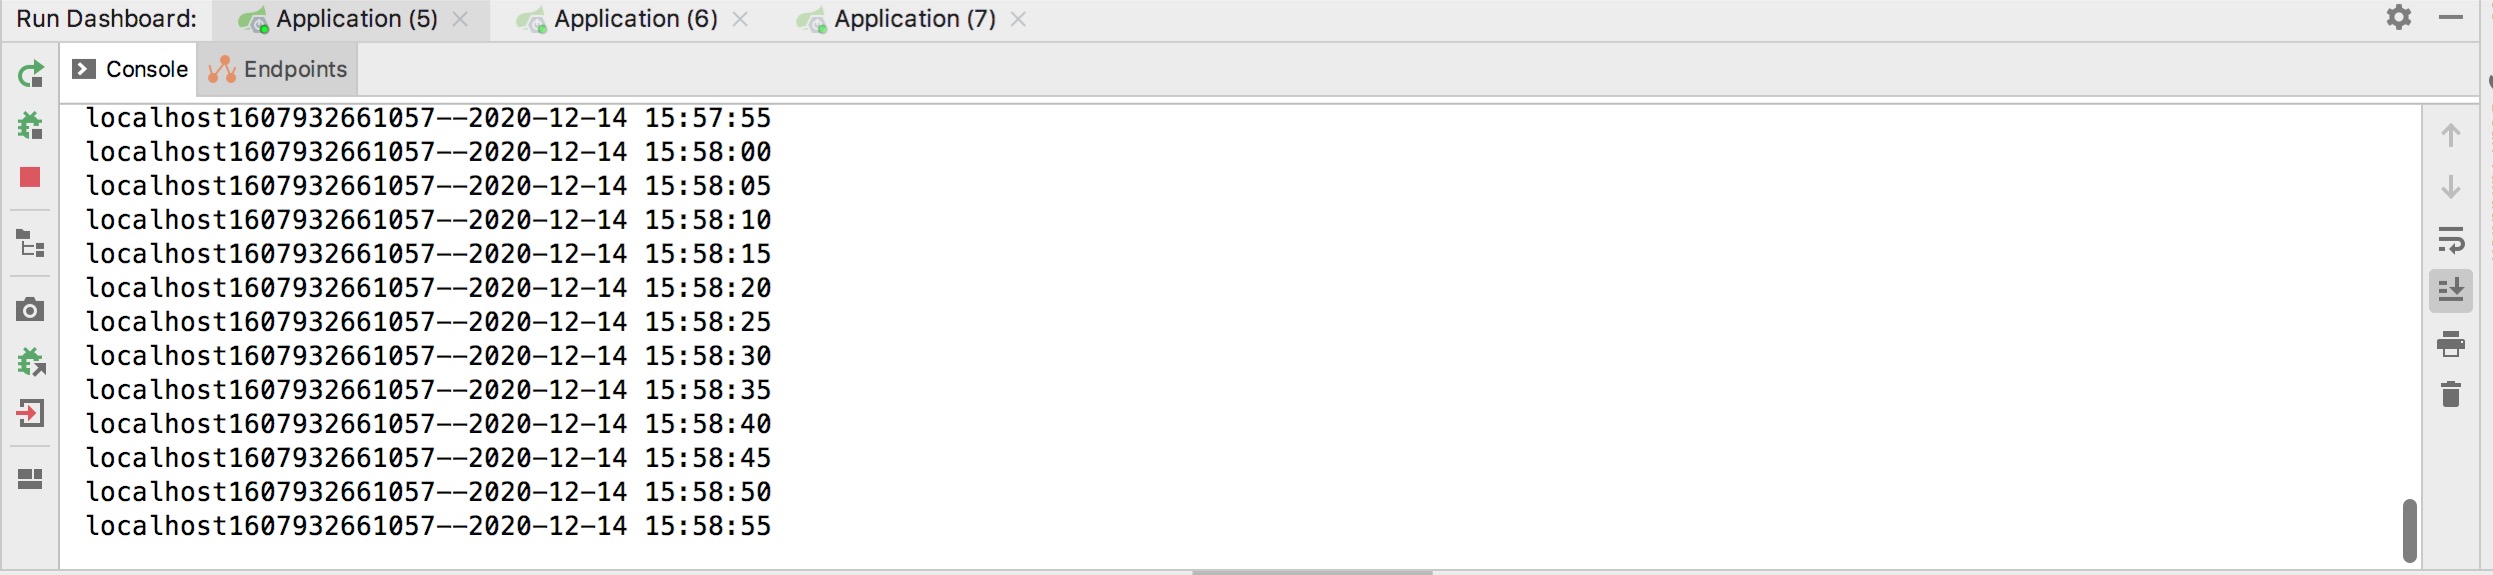 Run Dashboard: Application (5) Application (6) Application (7)
Console Endpoints
localhost1607932661057--2020-12-14 15:57:55
localhost1607932661057--2020-12-14 15:58:00
localhost1607932661057--2020-12-14 15:58:05
localhost1607932661057--2020-12-14 15:58:10
localhost1607932661057--2020-12-14 15:58:15
localhost1607932661057--2020-12-14 15:58:20
localhost1607932661057--2020-12-14 15:58:25
localhost1607932661057--2020-12-14 15:58:30
localhost1607932661057--2020-12-14 15:58:35
localhost1607932661057--2020-12-14 15:58:40
localhost1607932661057--2020-12-14 15:58:45
localhost1607932661057--2020-12-14 15:58:50
localhost1607932661057--2020-12-14 15:58:55